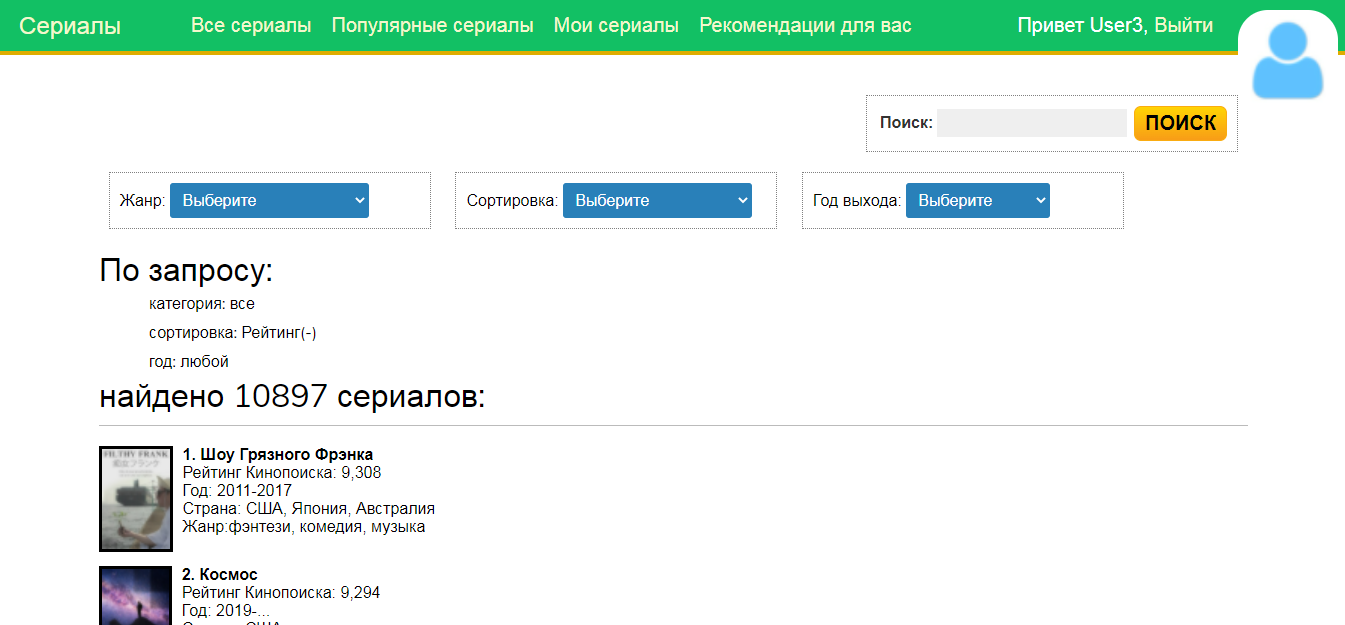 Сериалы Все сериалы Популярные сериалы Мои сериалы Рекомендации для вас Привет User3, Выйти
Поиск: ПОИСК
Жанр: Выберите Сортировка: Выберите Год выхода: Выберите
По запросу:
категория: все
сортировка: Рейтинг(-)
год: любой
найдено 10897 сериалов:
FILTHY FRANK
1. Шоу Грязного Фрэнка
Рейтинг Кинопоиска: 9,308
Год: 2011-2017
Страна: США, Япония, Австралия
Жанр:фэнтези, комедия, музыка
2. Космос
Рейтинг Кинопоиска: 9,294
Год: 2019-...